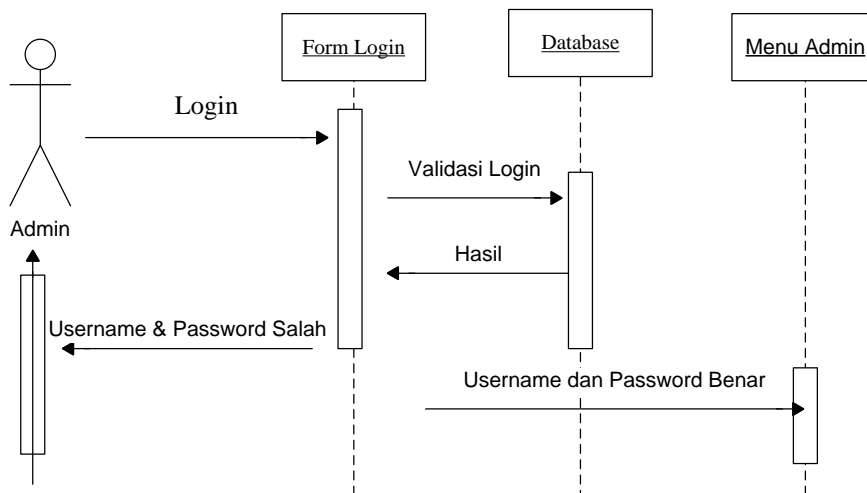 Form Login
Database
Menu Admin
Login
Validasi Login
Admin
Hasil
Username & Password Salah
Username dan Password Benar